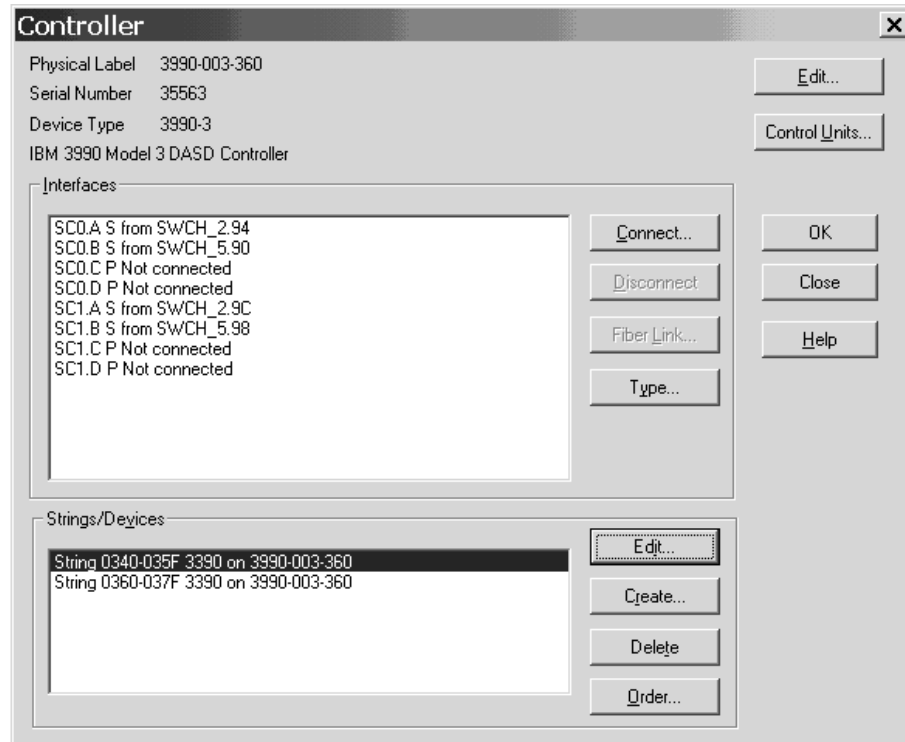 Controller
Physical Label 3990-003-360
Serial Number 35563
Device Type 3990-3
IBM 3990 Model 3 DASD Controller
Edit...
Control Units...
Interfaces
SC0.A S from SWCH_2.94
SC0.B S from SWCH_5.90
SC0.C P Not connected
SC0.D P Not connected
SC1.A S from SWCH_2.9C
SC1.B S from SWCH_5.98
SC1.C P Not connected
SC1.D P Not connected
Connect...
Disconnect
Fiber Link...
Type...
OK
Close
Help
Strings/Devices
String 0340-035F 3390 on 3990-003-360
String 0360-037F 3390 on 3990-003-360
Edit...
Create...
Delete
Order...